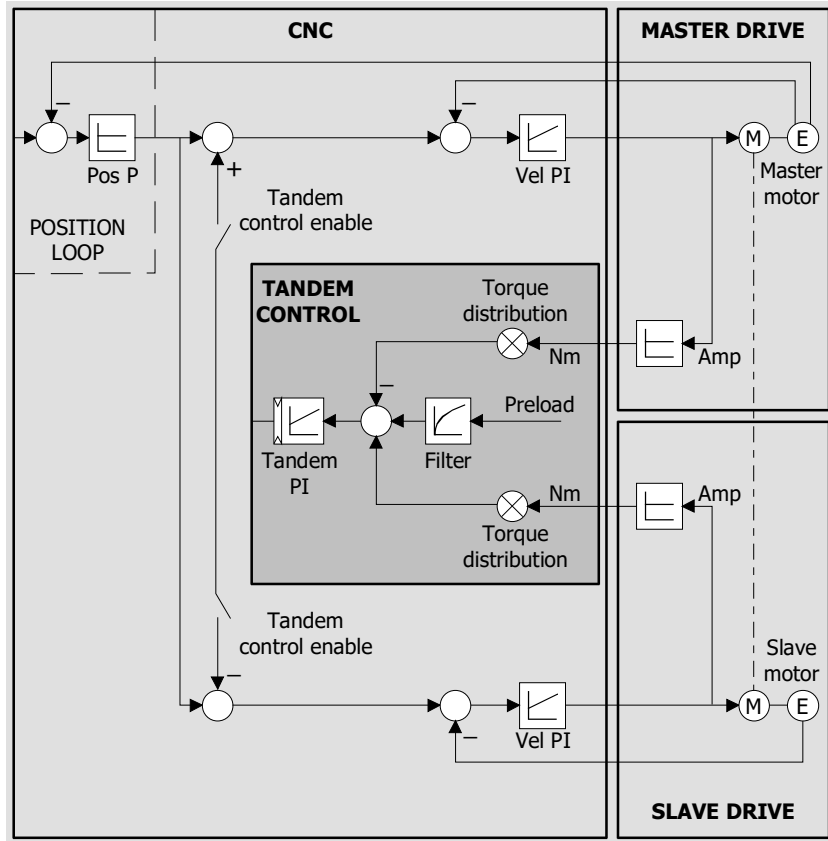 CNC
MASTER DRIVE
−
−
M
E
Pos P
+
Vel PI
Master
motor
Tandem
control enable
POSITION
LOOP
TANDEM
CONTROL
Torque
distribution
Nm
Amp
−
Preload
Tandem
PI
Filter
Nm
Amp
Torque
distribution
Tandem
control enable
Slave
motor
−
M
E
−
Vel PI
SLAVE DRIVE